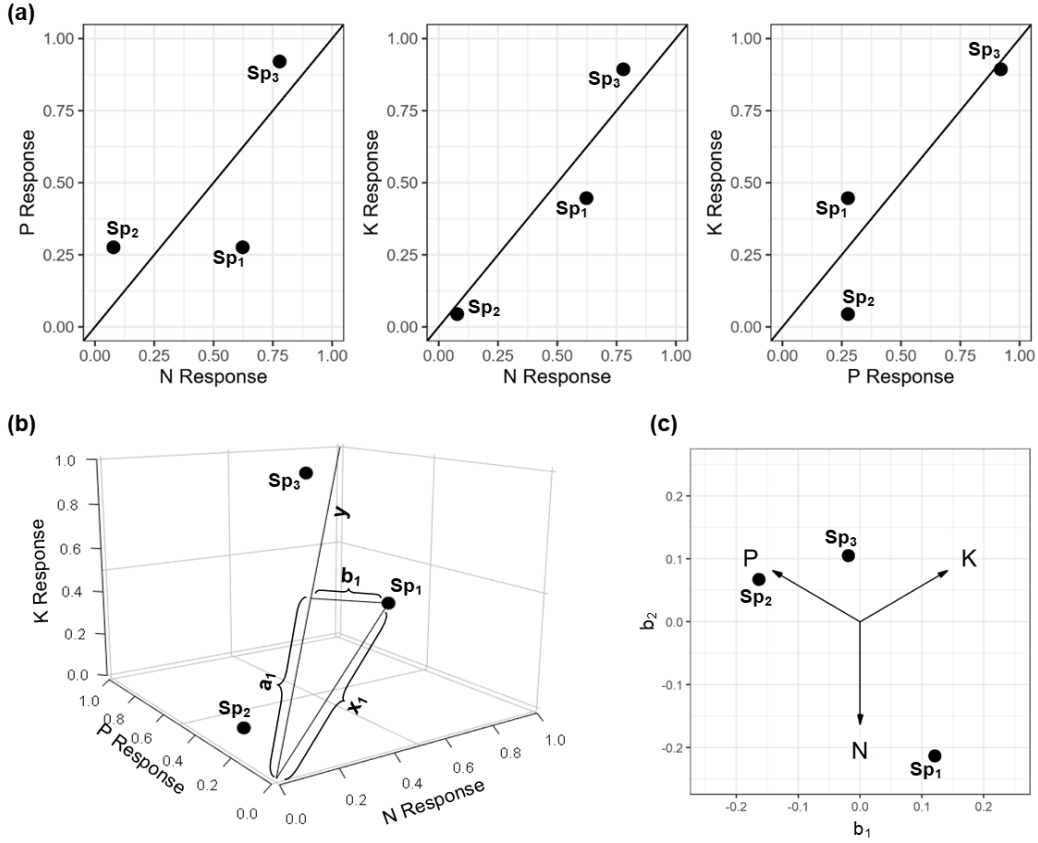 (a)
1.00
0.75
0.50
0.25
0.00
P Response
Sp3
Sp2
Sp1
0.00 0.25 0.50 0.75 1.00
N Response
1.00
0.75
0.50
0.25
0.00
K Response
Sp3
Sp1
Sp2
0.00 0.25 0.50 0.75 1.00
N Response
1.00
0.75
0.50
0.25
0.00
K Response
Sp3
Sp1
Sp2
0.00 0.25 0.50 0.75 1.00
P Response
(b)
1.0
0.8
0.6
0.4
0.2
0.0
K Response
Sp3
y
b1
Sp1
a1
x1
Sp2
1.0
0.8
0.6
0.4
0.2
0.0
P Response
0.0
0.2
0.4
0.6
0.8
1.0
N Response
(c)
0.2
0.1
0.0
-0.1
-0.2
b2
Sp3
P
K
Sp2
N
Sp1
-0.2 -0.1 0.0 0.1 0.2
b1